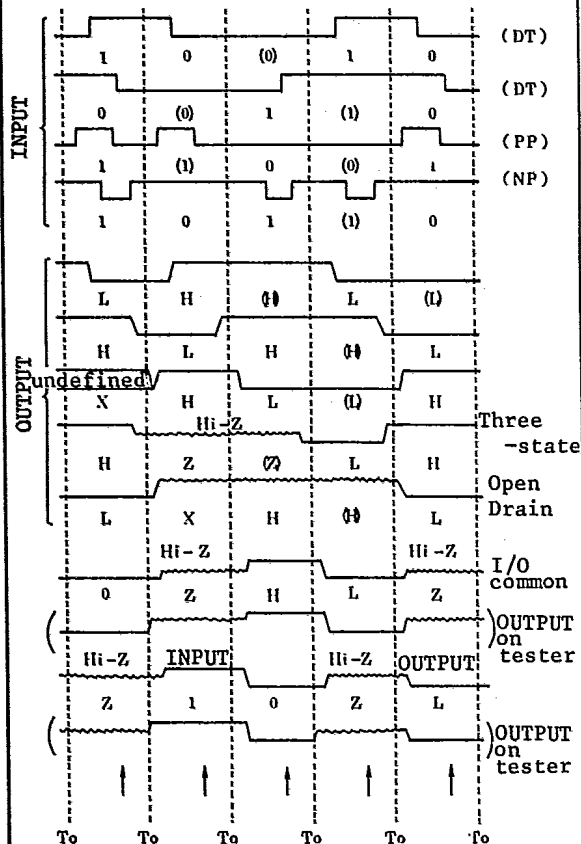 (DT)
1 0 (0) 1 0
(DT)
0 (0) 1 (1) 0
INPUT
(PP)
1 (1) 0 (0) 1
(NP)
1 0 1 (1) 0
L H (H) L (L)
H L H (H) L
OUTPUT
undefined
X H L (L) H
Hi-Z
Three
-state
H Z (Z) L H
Open
Drain
L X H (H) L
Hi-Z Hi-Z
I/O
common
0 Z H L Z
( ) OUTPUT
on
tester
Hi-Z INPUT Hi-Z OUTPUT
Z 1 0 Z L
( ) OUTPUT
on
tester
To To To To To To